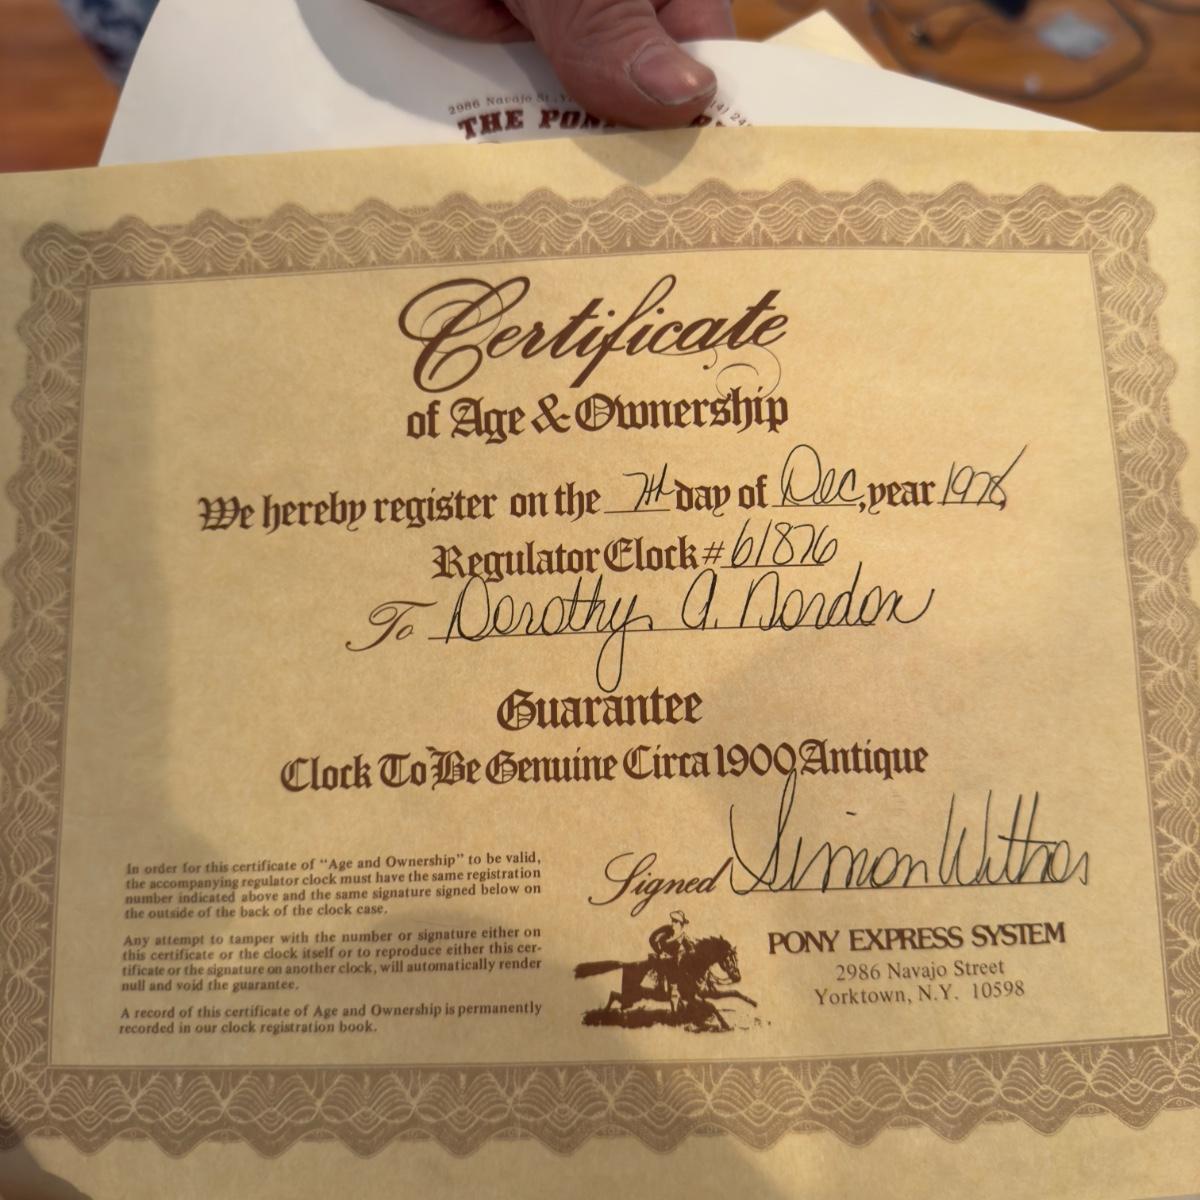 2986 Navajo St., Y
THE PON
Certificate
of Age & Ownership
We hereby register on the 7th day of Dec, year 1978
Regulator Clock # 61876
To Dorothy A. Nordon
Guarantee
Clock To Be Genuine Circa 1900 Antique
Signed Simon
In order for this certificate of "Age and Ownership" to be valid,
the accompanying regulator clock must have the same registration
number indicated above and the same signature signed below on
the outside of the back of the clock case.
Any attempt to tamper with the number or signature either on
this certificate or the clock itself or to reproduce either this cer-
tificate or the signature on another clock, will automatically render
null and void the guarantee.
A record of this certificate of Age and Ownership is permanently
recorded in our clock registration book.
PONY EXPRESS SYSTEM
2986 Navajo Street
Yorktown, N.Y. 10598